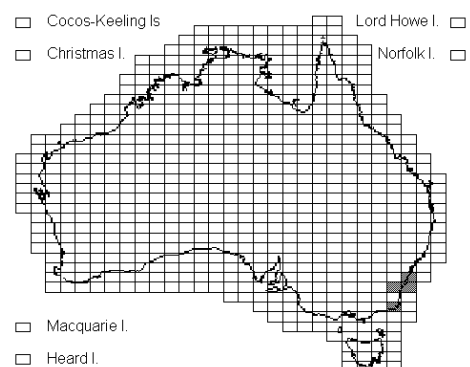 Cocos-Keeling Is
Lord Howe I.
Christmas I.
Norfolk I.
Macquarie I.
Heard I.